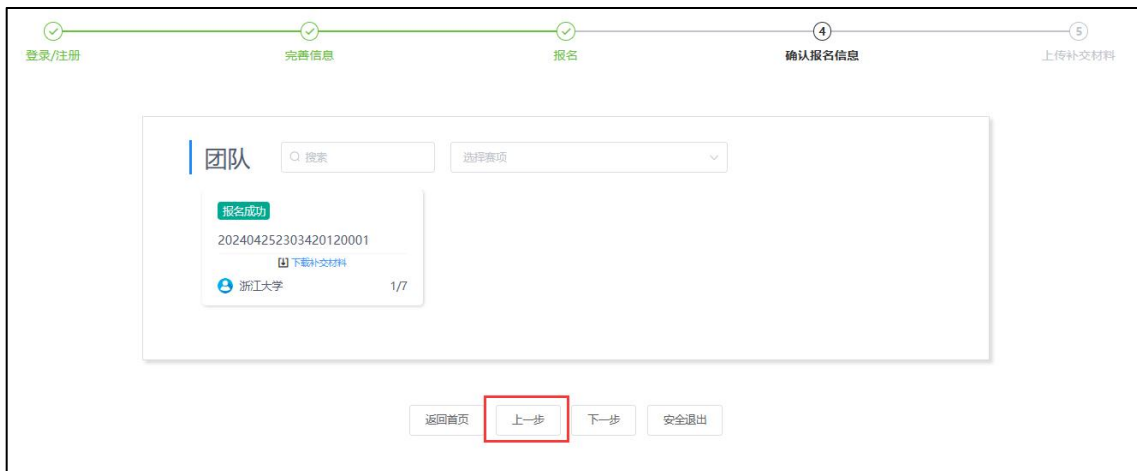 4
5
登录/注册
完善信息
报名
确认报名信息
上传补交材料
团队
搜索
选择赛项
报名成功
202404252303420120001
下载补交材料
浙江大学
1/7
返回首页
上一步
下一步
安全退出